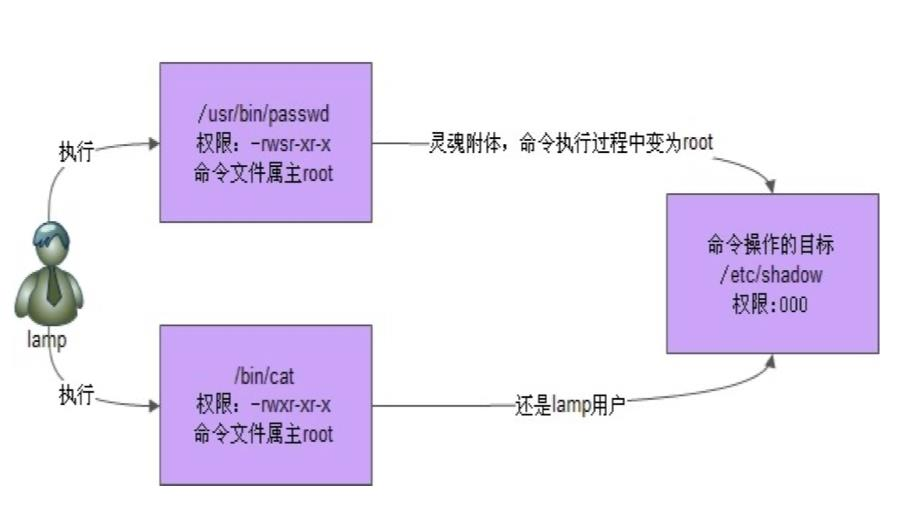 执行
/usr/bin/passwd
权限：-rwsr-xr-x
命令文件属主root
灵魂附体，命令执行过程中变为root
命令操作的目标
/etc/shadow
权限:000
lamp
执行
/bin/cat
权限：-rwxr-xr-x
命令文件属主root
还是lamp用户